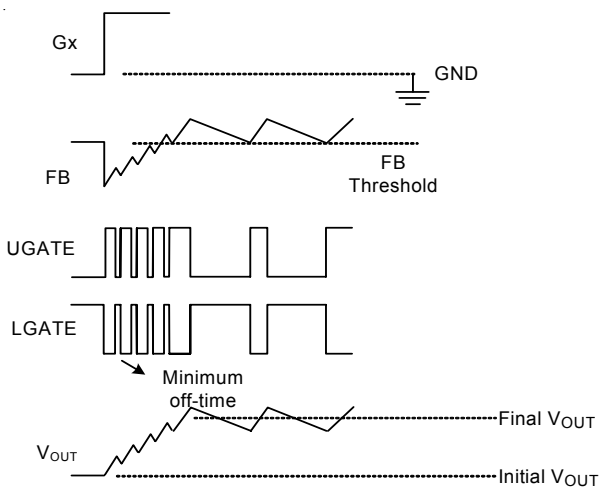 Gx
GND
FB
FB
Threshold
UGATE
LGATE
Minimum
off-time
Final VOUT
VOUT
Initial VOUT